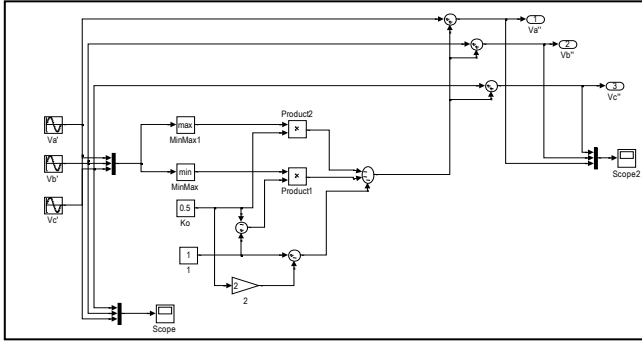 1
Va"
2
Vb"
3
Vc"
Product2
max
MinMax1
×
Va'
min
MinMax
×
Product1
Scope2
Vb'
0.5
Ko
Vc'
1
1
2
2
Scope